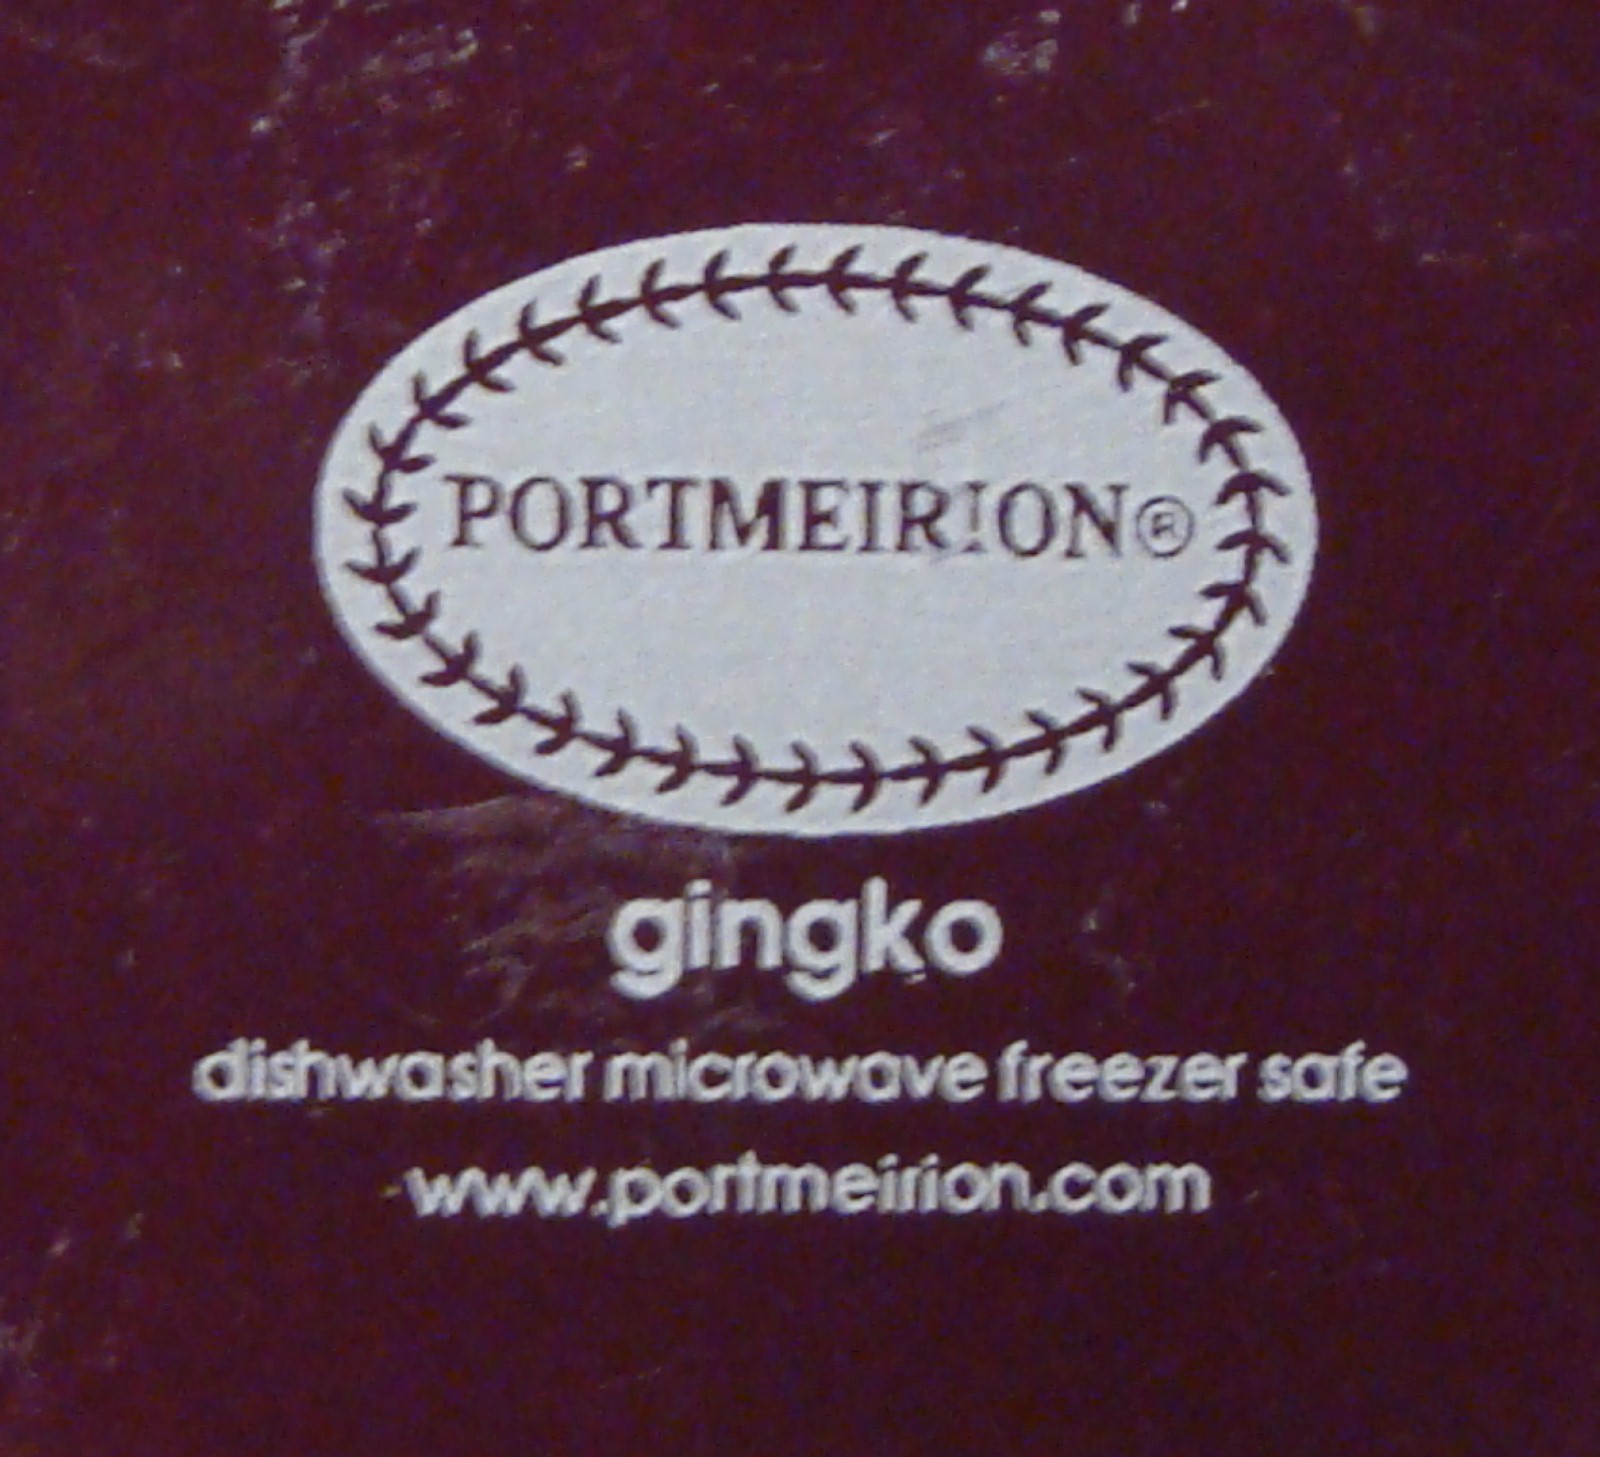 PORTMEIRION®
gingko
dishwasher microwave freezer safe
www.portmeirion.com